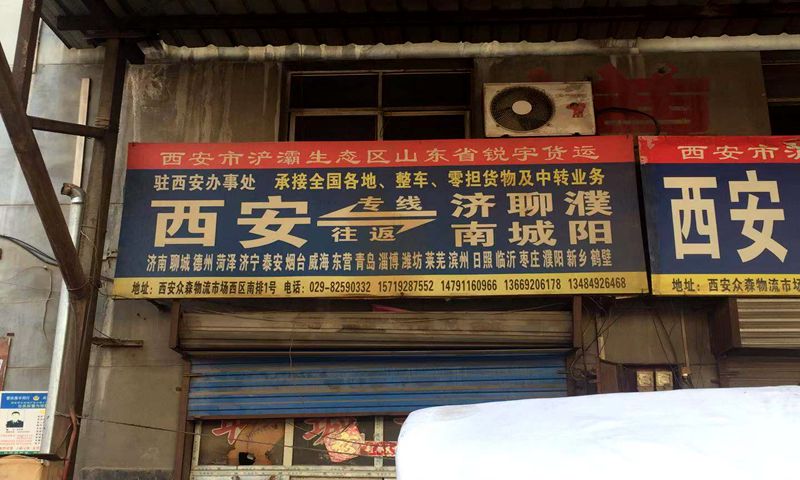 西安市浐灞生态区山东省锐宇货运
驻西安办事处 承接全国各地、整车、零担货物及中转业务
西安 专线 往返 济南 聊城 濮阳
济南 聊城 德州 菏泽 济宁 泰安 烟台 威海 东营 青岛 淄博 潍坊 莱芜 滨州 日照 临沂 枣庄 濮阳 新乡 鹤壁
地址：西安众森物流市场西区南排1号 电话：029-82590332 15719287552 14791160966 13669206178 13484926468
西安市浐
西安
地址：西安众森物流市场